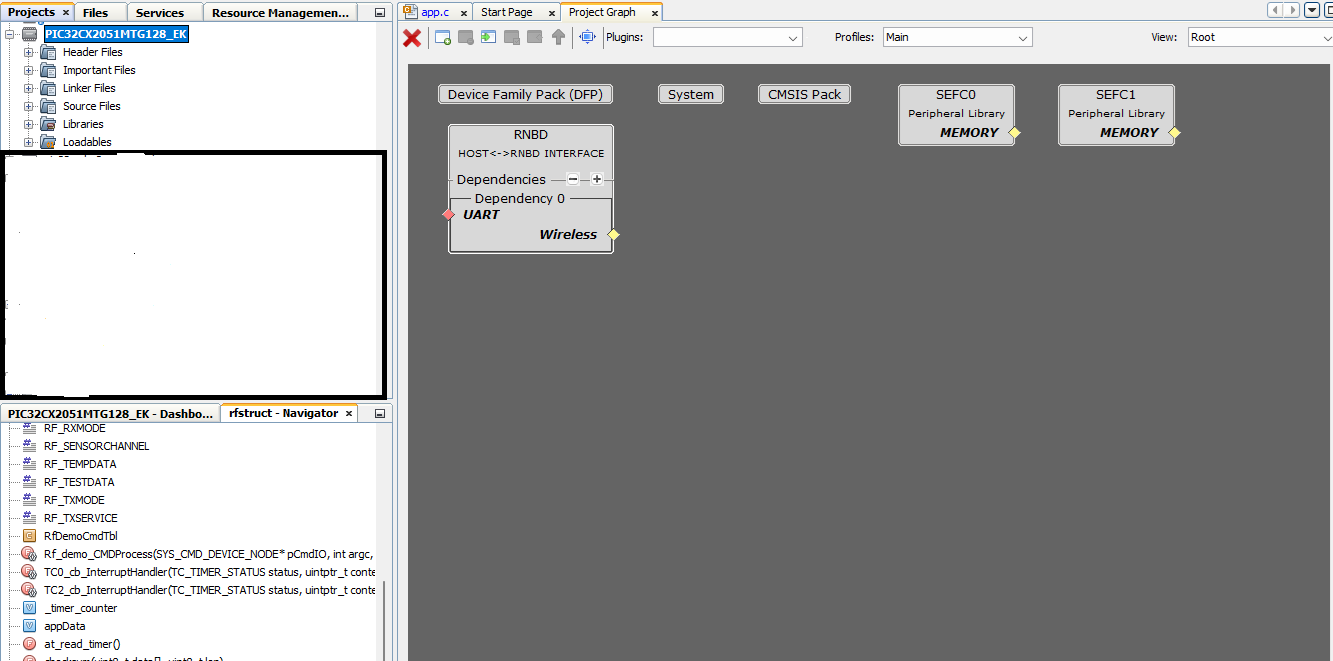 Projects
Files
Services
Resource Managemen...
PIC32CX2051MTG128_EK
Header Files
Important Files
Linker Files
Source Files
Libraries
Loadables
PIC32CX2051MTG128_EK - Dashbo...
rfstruct - Navigator
RF_RXMODE
RF_SENSORCHANNEL
RF_TEMPDATA
RF_TESTDATA
RF_TXMODE
RF_TXSERVICE
RfDemoCmdTbl
Rf_demo_CMDProcess(SYS_CMD_DEVICE_NODE* pCmdIO, int argc,
TC0_cb_InterruptHandler(TC_TIMER_STATUS status, uintptr_t conte
TC2_cb_InterruptHandler(TC_TIMER_STATUS status, uintptr_t conte
_timer_counter
appData
at_read_timer()
app.c
Start Page
Project Graph
Plugins:
Profiles:
Main
View:
Root
Device Family Pack (DFP)
System
CMSIS Pack
SEFC0
Peripheral Library
MEMORY
SEFC1
Peripheral Library
MEMORY
RNBD
HOST<->RNBD INTERFACE
Dependencies
Dependency 0
UART
Wireless